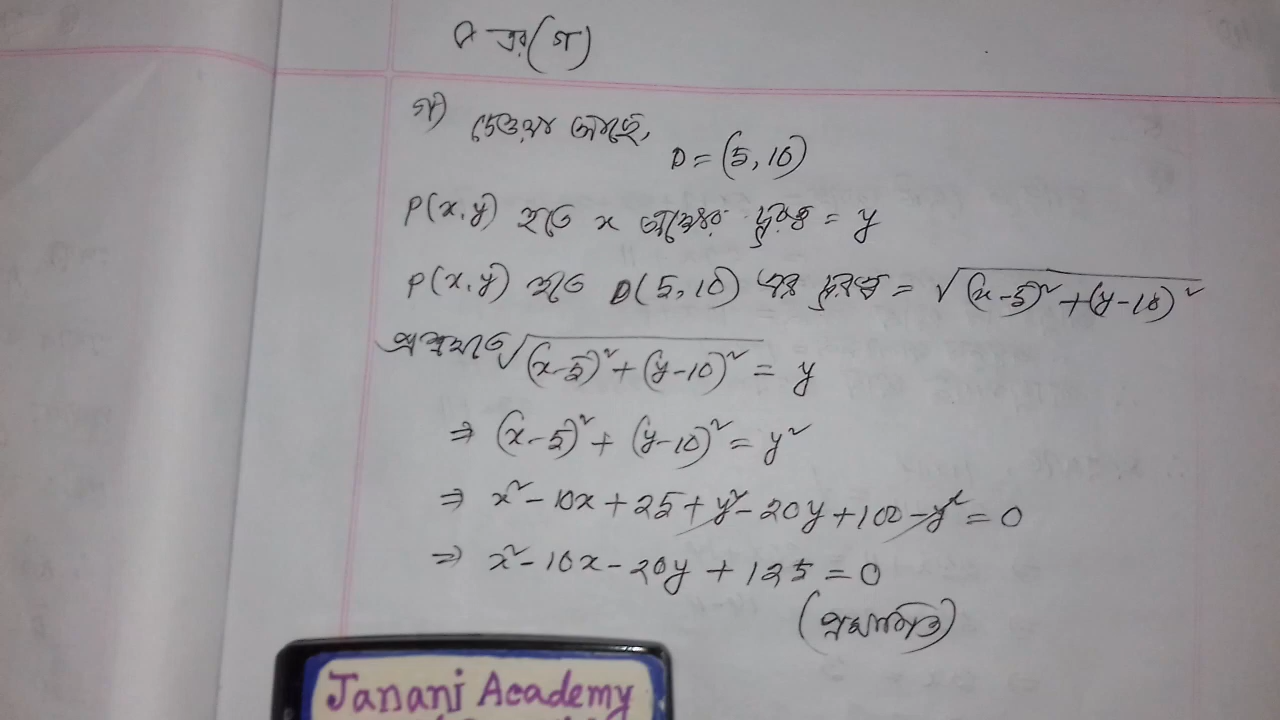 এর (গ)
গ) দেওয়া আছে,
D = (5, 10)
P(x, y) হতে x অক্ষের দূরত্ব = y
P(x, y) হতে D(5, 10) এর দূরত্ব = √(x-5)² + (y-10)²
প্রশ্নমতে √(x-5)² + (y-10)² = y
⇒ (x-5)² + (y-10)² = y²
⇒ x² - 10x + 25 + y² - 20y + 100 - y² = 0
⇒ x² - 10x - 20y + 125 = 0
(প্রমাণিত)
Janani Academy